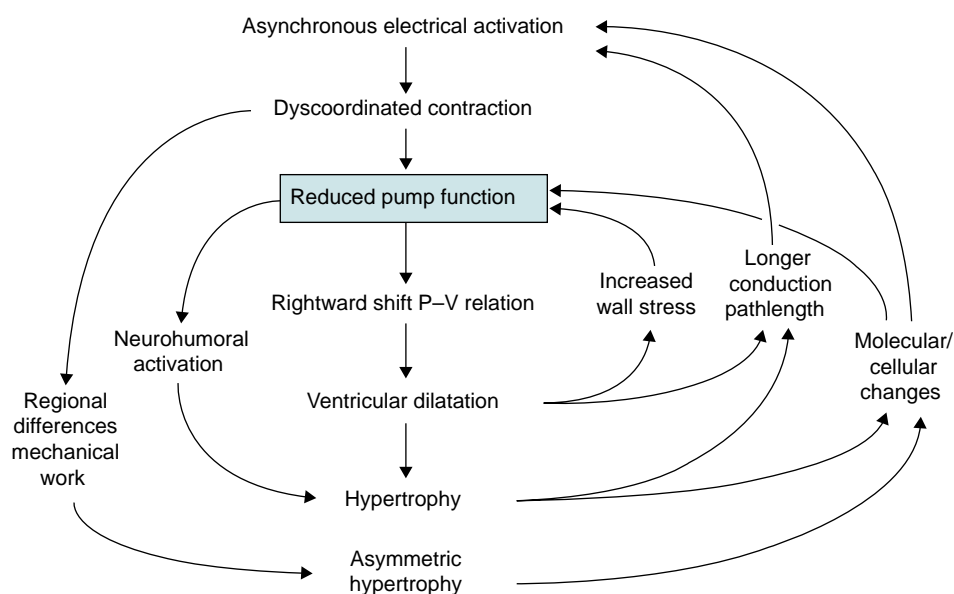 Asynchronous electrical activation
Dyscoordinated contraction
Reduced pump function
Rightward shift P–V relation
Increased
wall stress
Longer
conduction
pathlength
Neurohumoral
activation
Molecular/
cellular
changes
Regional
differences
mechanical
work
Ventricular dilatation
Hypertrophy
Asymmetric
hypertrophy